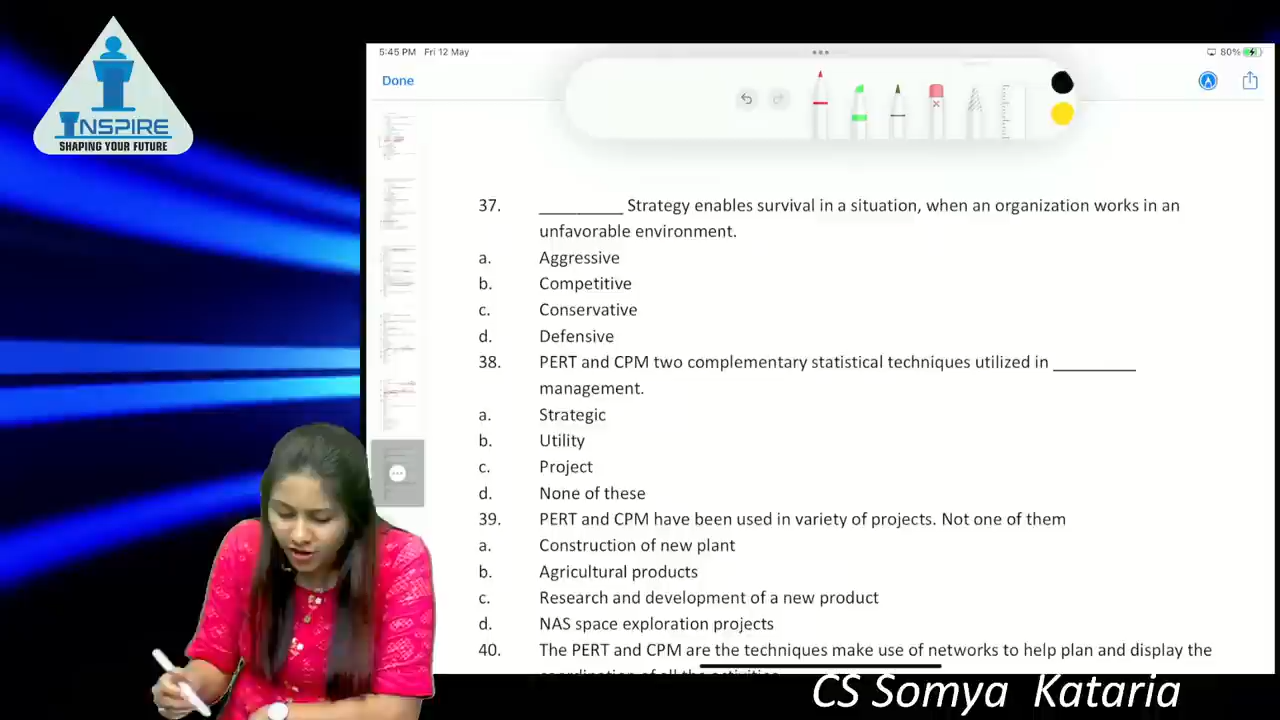 INSPIRE
SHAPING YOUR FUTURE
5:45 PM Fri 12 May
80%
Done
37. __________ Strategy enables survival in a situation, when an organization works in an
unfavorable environment.
a. Aggressive
b. Competitive
c. Conservative
d. Defensive
38. PERT and CPM two complementary statistical techniques utilized in __________
management.
a. Strategic
b. Utility
c. Project
d. None of these
39. PERT and CPM have been used in variety of projects. Not one of them
a. Construction of new plant
b. Agricultural products
c. Research and development of a new product
d. NAS space exploration projects
40. The PERT and CPM are the techniques make use of networks to help plan and display the
coordination of all the activities
CS Somya Kataria